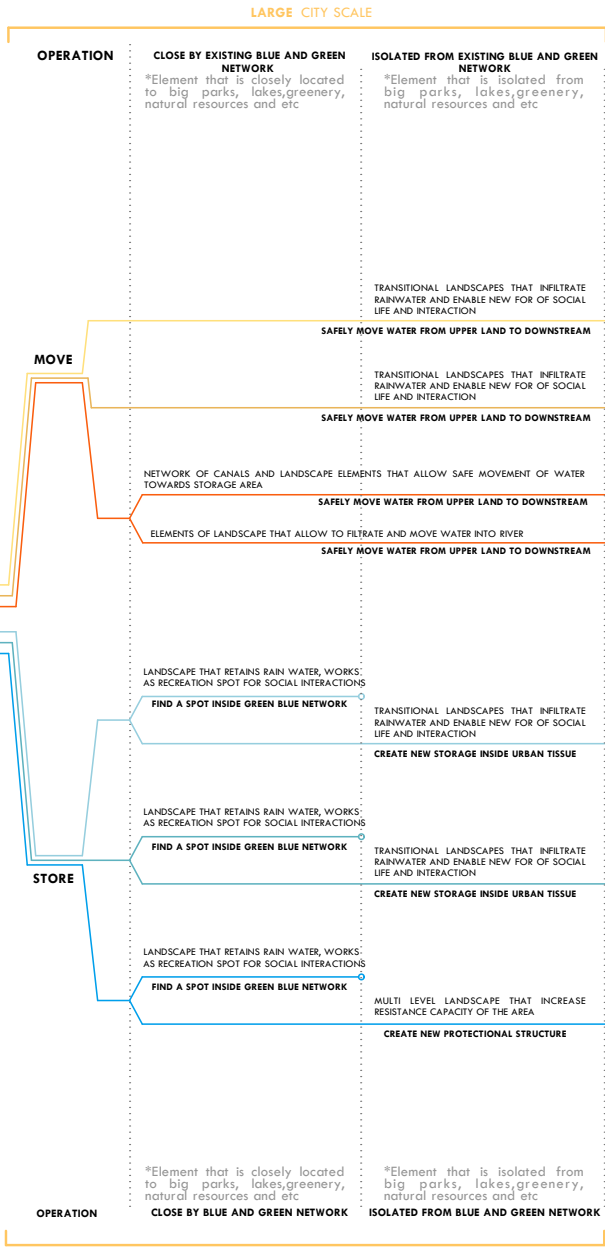 LARGE CITY SCALE
OPERATION
CLOSE BY EXISTING BLUE AND GREEN
NETWORK
*Element that is closely located
to big parks, lakes,greenery,
natural resources and etc
ISOLATED FROM EXISTING BLUE AND GREEN
NETWORK
*Element that is isolated from
big parks, lakes,greenery,
natural resources and etc
TRANSITIONAL LANDSCAPES THAT INFILTRATE
RAINWATER AND ENABLE NEW FOR OF SOCIAL
LIFE AND INTERACTION
SAFELY MOVE WATER FROM UPPER LAND TO DOWNSTREAM
MOVE
TRANSITIONAL LANDSCAPES THAT INFILTRATE
RAINWATER AND ENABLE NEW FOR OF SOCIAL
LIFE AND INTERACTION
SAFELY MOVE WATER FROM UPPER LAND TO DOWNSTREAM
NETWORK OF CANALS AND LANDSCAPE ELEMENTS THAT ALLOW SAFE MOVEMENT OF WATER
TOWARDS STORAGE AREA
SAFELY MOVE WATER FROM UPPER LAND TO DOWNSTREAM
ELEMENTS OF LANDSCAPE THAT ALLOW TO FILTRATE AND MOVE WATER INTO RIVER
SAFELY MOVE WATER FROM UPPER LAND TO DOWNSTREAM
LANDSCAPE THAT RETAINS RAIN WATER, WORKS
AS RECREATION SPOT FOR SOCIAL INTERACTIONS
FIND A SPOT INSIDE GREEN BLUE NETWORK
TRANSITIONAL LANDSCAPES THAT INFILTRATE
RAINWATER AND ENABLE NEW FOR OF SOCIAL
LIFE AND INTERACTION
CREATE NEW STORAGE INSIDE URBAN TISSUE
LANDSCAPE THAT RETAINS RAIN WATER, WORKS
AS RECREATION SPOT FOR SOCIAL INTERACTIONS
FIND A SPOT INSIDE GREEN BLUE NETWORK
TRANSITIONAL LANDSCAPES THAT INFILTRATE
RAINWATER AND ENABLE NEW FOR OF SOCIAL
LIFE AND INTERACTION
CREATE NEW STORAGE INSIDE URBAN TISSUE
STORE
LANDSCAPE THAT RETAINS RAIN WATER, WORKS
AS RECREATION SPOT FOR SOCIAL INTERACTIONS
FIND A SPOT INSIDE GREEN BLUE NETWORK
MULTI LEVEL LANDSCAPE THAT INCREASE
RESISTANCE CAPACITY OF THE AREA
CREATE NEW PROTECTIONAL STRUCTURE
*Element that is closely located
to big parks, lakes,greenery,
natural resources and etc
*Element that is isolated from
big parks, lakes,greenery,
natural resources and etc
OPERATION
CLOSE BY BLUE AND GREEN NETWORK
ISOLATED FROM BLUE AND GREEN NETWORK